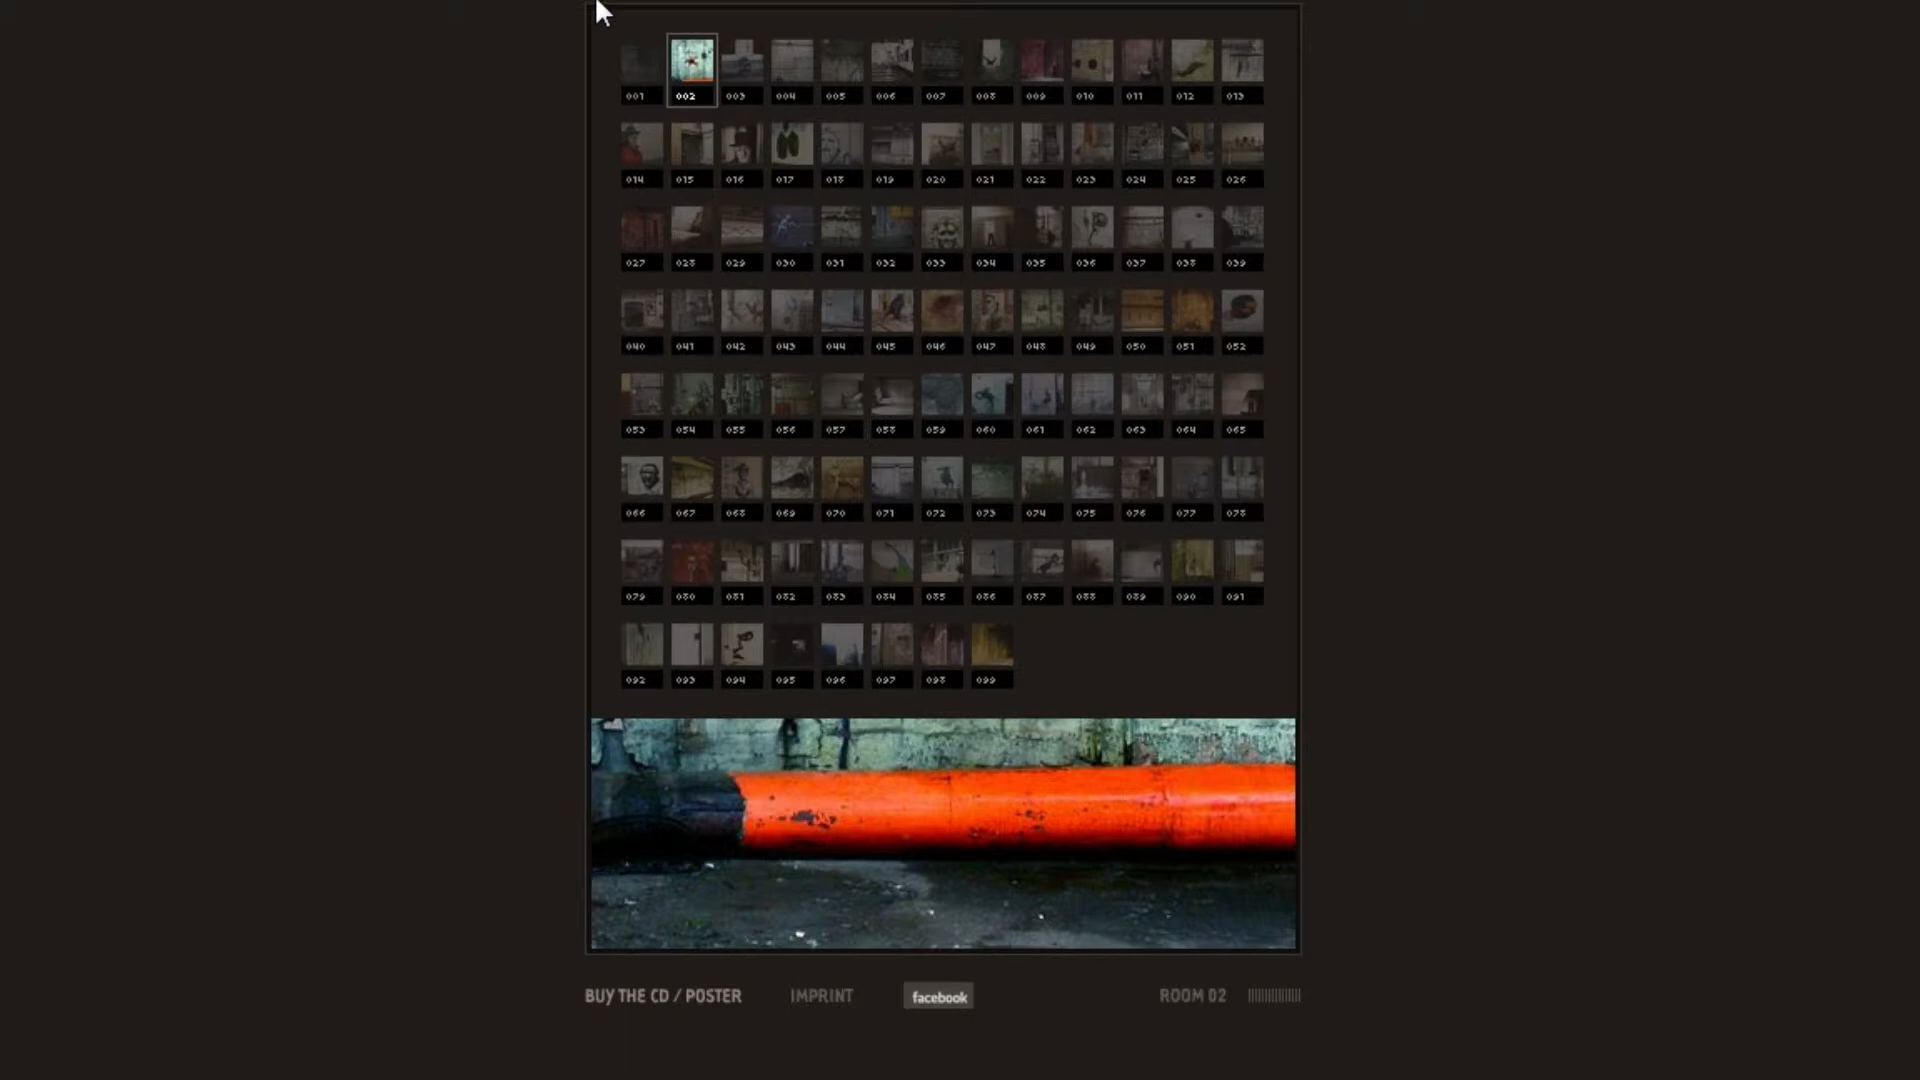 001 002 003 004 005 006 007 008 009 010 011 012 013
014 015 016 017 018 019 020 021 022 023 024 025 026
027 028 029 030 031 032 033 034 035 036 037 038 039
040 041 042 043 044 045 046 047 048 049 050 051 052
053 054 055 056 057 058 059 060 061 062 063 064 065
066 067 068 069 070 071 072 073 074 075 076 077 078
079 080 081 082 083 084 085 086 087 088 089 090 091
092 093 094 095 096 097 098 099
BUY THE CD / POSTER IMPRINT facebook ROOM 02